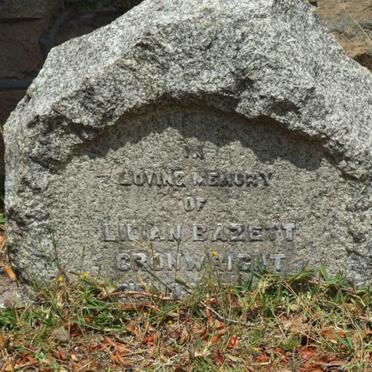 IN
LOVING MEMORY
OF
LILIAN BAZETT
CRONWRIGHT